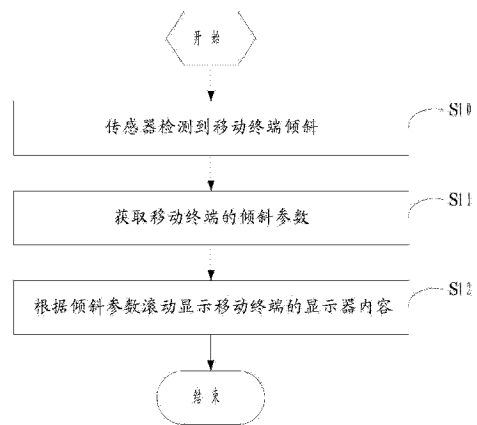 开始
传感器检测到移动终端倾斜
S10
获取移动终端的倾斜参数
S11
根据倾斜参数滚动显示移动终端的显示器内容
S12
结束